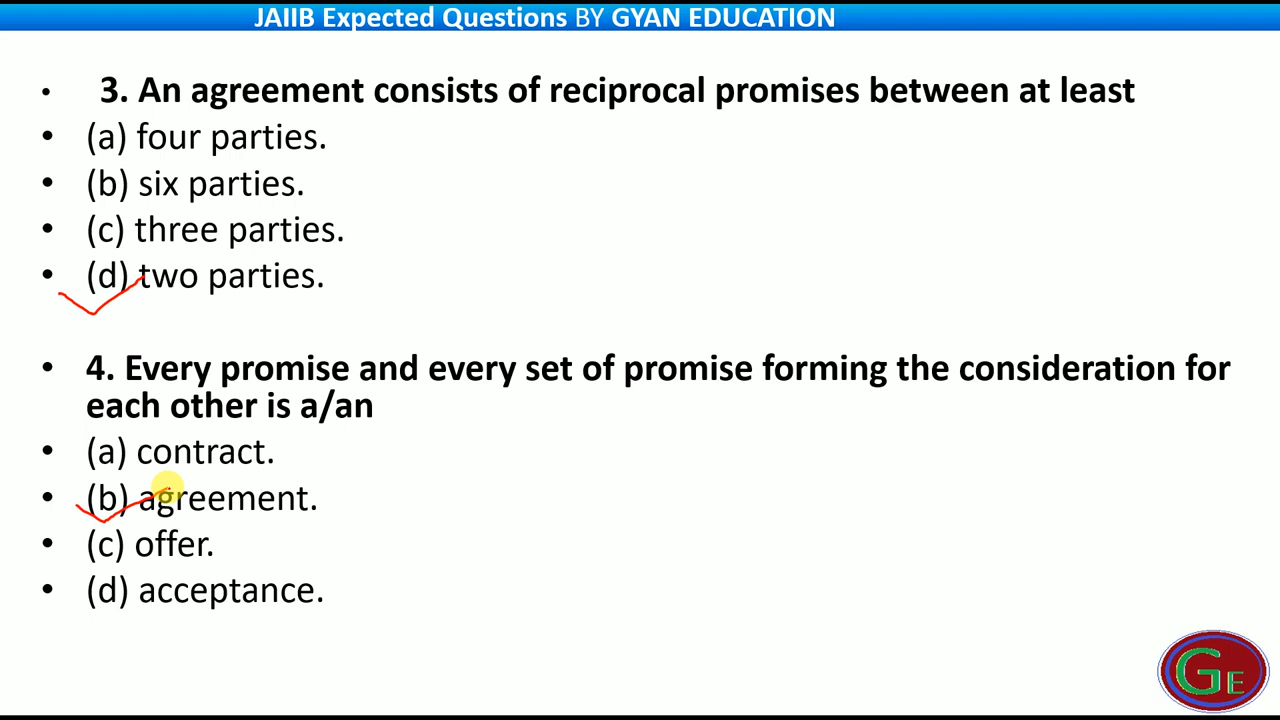 JAIIB Expected Questions BY GYAN EDUCATION
• 3. An agreement consists of reciprocal promises between at least
• (a) four parties.
• (b) six parties.
• (c) three parties.
• (d) two parties.
• 4. Every promise and every set of promise forming the consideration for
each other is a/an
• (a) contract.
• (b) agreement.
• (c) offer.
• (d) acceptance.
GE